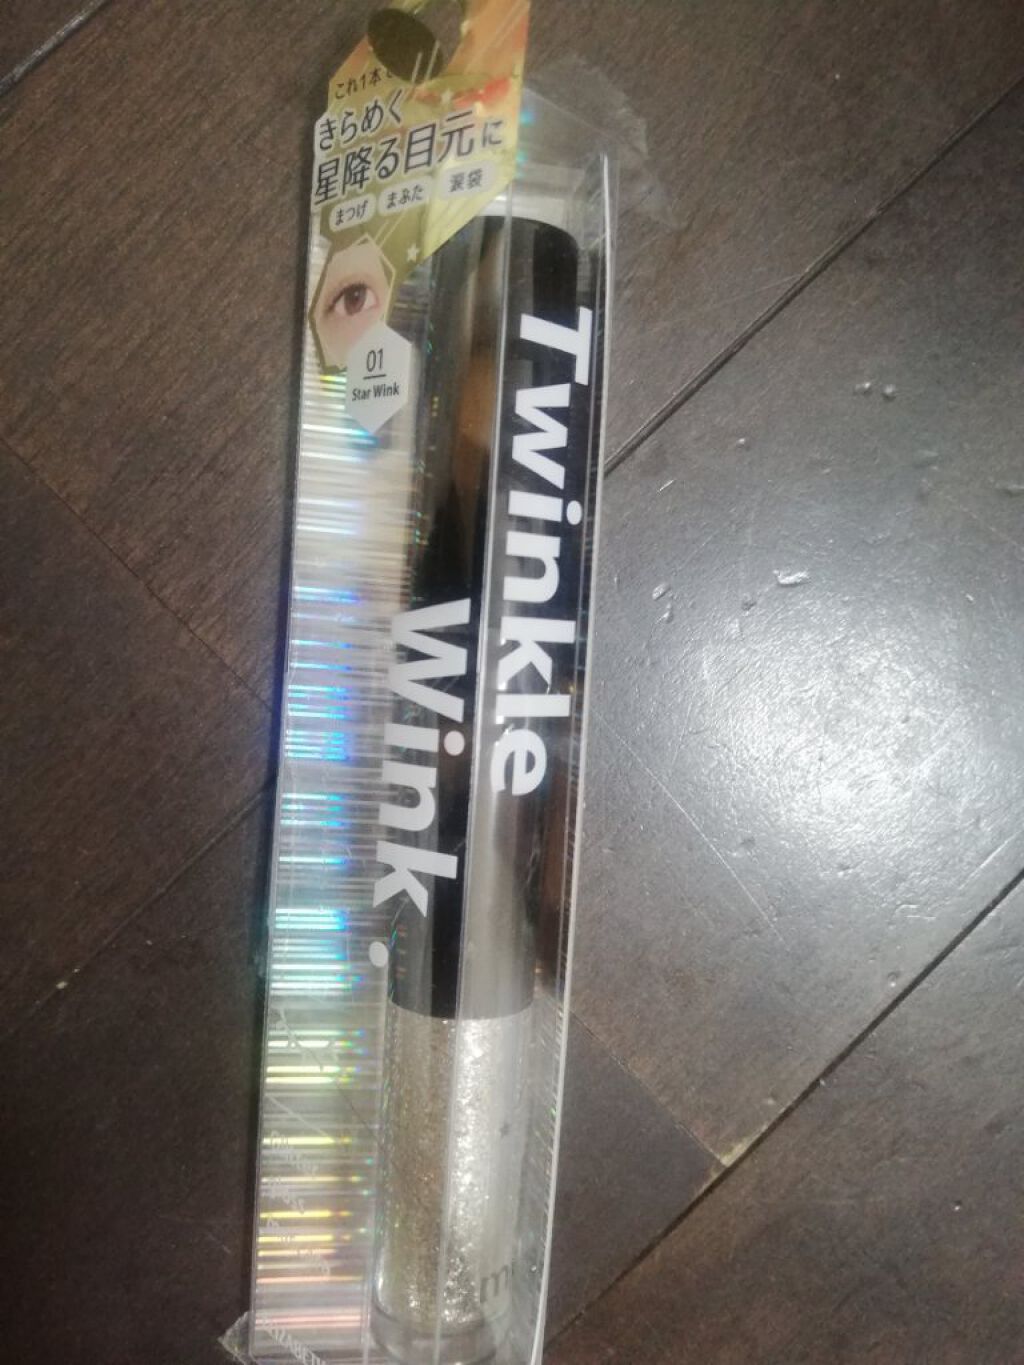 これ1本で
きらめく
星降る目元に
まつげ まぶた 涙袋
01
Star Wink
Twinkle
Wink.